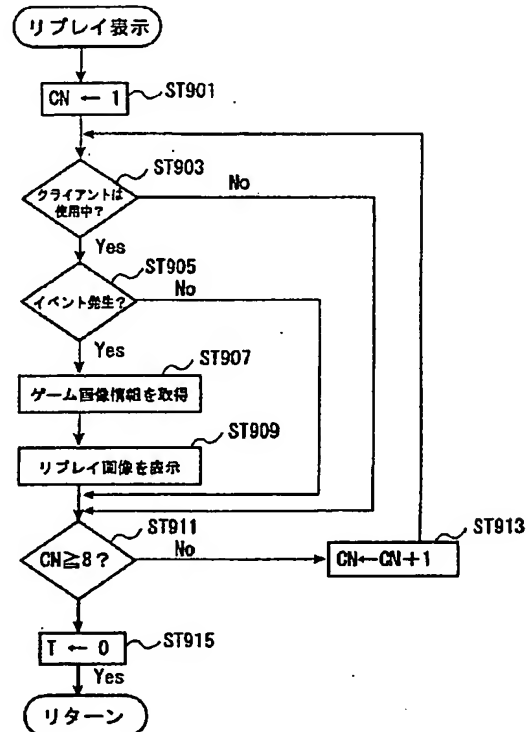 リプレイ表示
CN ← 1
ST901
ST903
クライアントは
使用中?
No
Yes
ST905
イベント発生?
No
Yes
ST907
ゲーム画像情報を取得
ST909
リプレイ画像を表示
ST911
CN≧8?
No
ST913
CN←CN+1
T ← 0
ST915
Yes
リターン